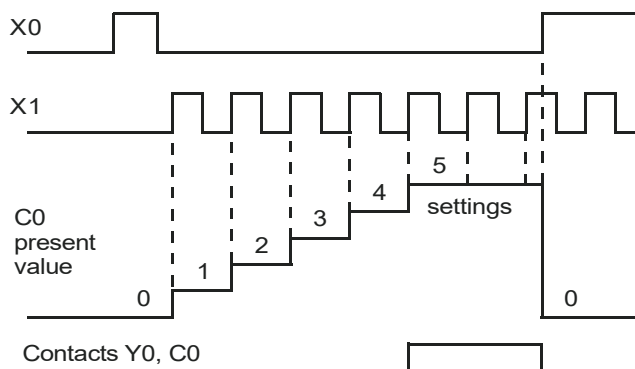 X0
X1
C0
present
value
0
1
2
3
4
5
settings
0
Contacts Y0, C0